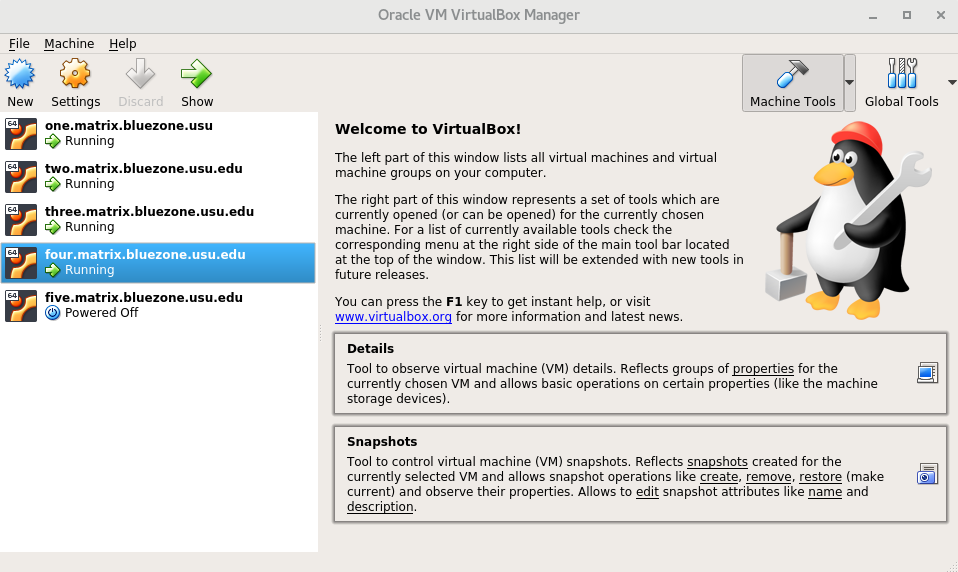 Oracle VM VirtualBox Manager
File Machine Help
New Settings Discard Show Machine Tools Global Tools
64 one.matrix.bluezone.usu
Running
64 two.matrix.bluezone.usu.edu
Running
64 three.matrix.bluezone.usu.edu
Running
64 four.matrix.bluezone.usu.edu
Running
64 five.matrix.bluezone.usu.edu
Powered Off
Welcome to VirtualBox!
The left part of this window lists all virtual machines and virtual
machine groups on your computer.
The right part of this window represents a set of tools which are
currently opened (or can be opened) for the currently chosen
machine. For a list of currently available tools check the
corresponding menu at the right side of the main tool bar located
at the top of the window. This list will be extended with new tools in
future releases.
You can press the F1 key to get instant help, or visit
www.virtualbox.org for more information and latest news.
Details
Tool to observe virtual machine (VM) details. Reflects groups of properties for the
currently chosen VM and allows basic operations on certain properties (like the machine
storage devices).
Snapshots
Tool to control virtual machine (VM) snapshots. Reflects snapshots created for the
currently selected VM and allows snapshot operations like create, remove, restore (make
current) and observe their properties. Allows to edit snapshot attributes like name and
description.